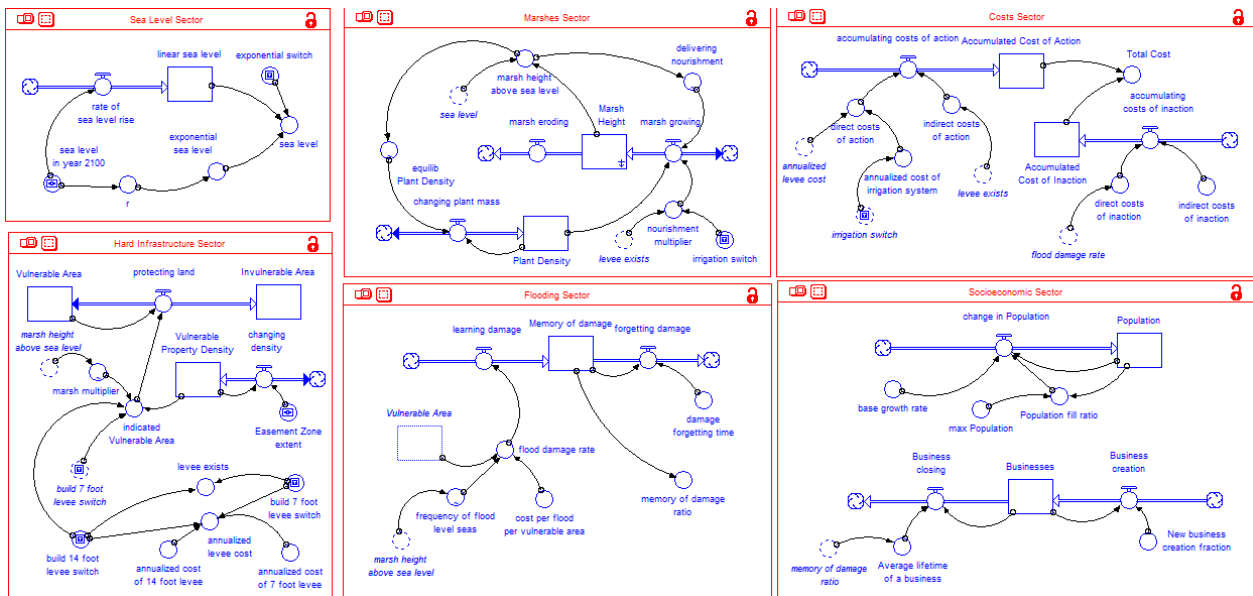 Sea Level Sector
linear sea level
exponential switch
rate of
sea level rise
sea level
in year 2100
exponential
sea level
sea level
r
Marshes Sector
delivering
nourishment
marsh height
above sea level
sea level
Marsh
Height
marsh eroding
marsh growing
equilib
Plant Density
changing plant mass
Plant Density
nourishment
multiplier
levee exists
irrigation switch
Costs Sector
accumulating costs of action
Accumulated Cost of Action
Total Cost
accumulating
costs of inaction
direct costs
of action
indirect costs
of action
annualized
levee cost
annualized cost of
irrigation system
levee exists
Accumulated
Cost of Inaction
irrigation switch
direct costs
of inaction
indirect costs
of inaction
flood damage rate
Hard Infrastructure Sector
Vulnerable Area
protecting land
Invulnerable Area
marsh height
above sea level
Vulnerable
Property Density
changing
density
marsh multiplier
indicated
Vulnerable Area
Easement Zone
extent
build 7 foot
levee switch
levee exists
build 7 foot
levee switch
build 14 foot
levee switch
annualized
levee cost
annualized cost
of 14 foot levee
annualized cost
of 7 foot levee
Flooding Sector
learning damage
Memory of damage
forgetting damage
Vulnerable Area
damage
forgetting time
flood damage rate
memory of damage
ratio
frequency of flood
level seas
cost per flood
per vulnerable area
marsh height
above sea level
Socioeconomic Sector
change in Population
Population
base growth rate
max Population
Population fill ratio
Business
closing
Businesses
Business
creation
New business
creation fraction
memory of damage
ratio
Average lifetime
of a business